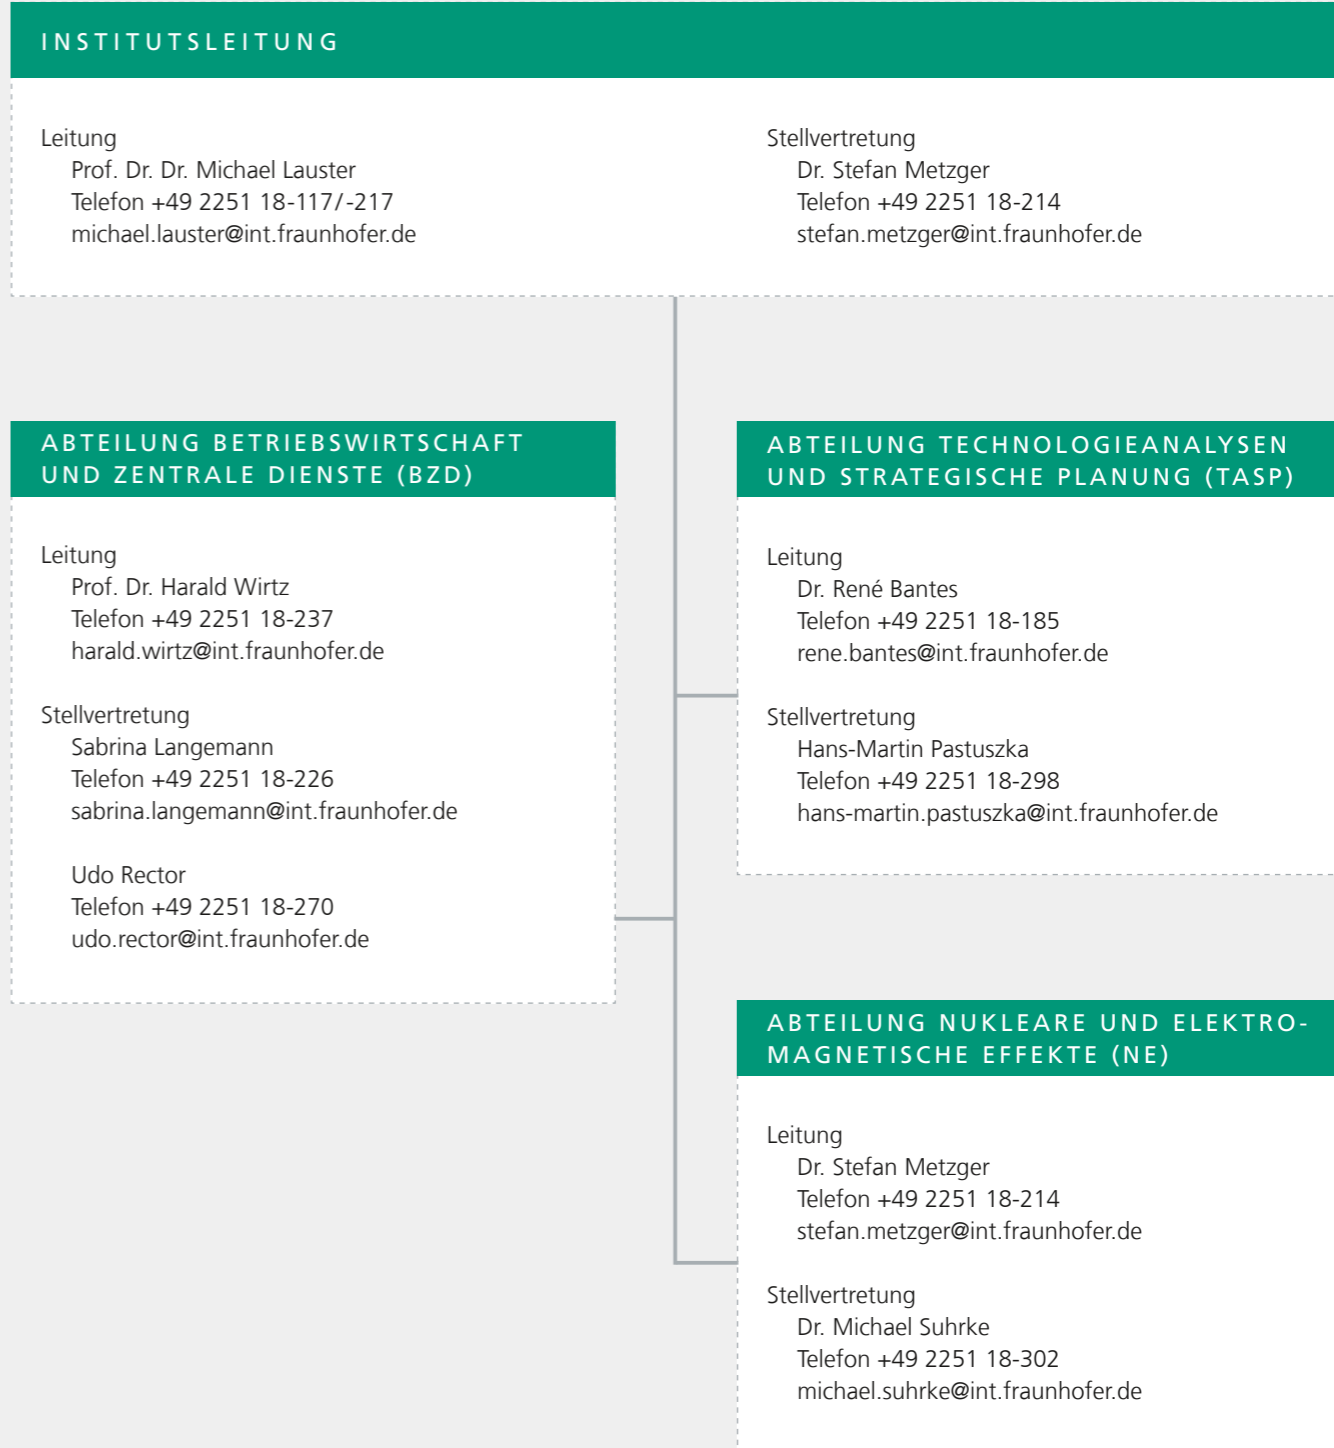 INSTITUTSLEITUNG
Leitung
Prof. Dr. Dr. Michael Lauster
Telefon +49 2251 18-117/-217
michael.lauster@int.fraunhofer.de
Stellvertretung
Dr. Stefan Metzger
Telefon +49 2251 18-214
stefan.metzger@int.fraunhofer.de
ABTEILUNG BETRIEBSWIRTSCHAFT
UND ZENTRALE DIENSTE (BZD)
Leitung
Prof. Dr. Harald Wirtz
Telefon +49 2251 18-237
harald.wirtz@int.fraunhofer.de
Stellvertretung
Sabrina Langemann
Telefon +49 2251 18-226
sabrina.langemann@int.fraunhofer.de
Udo Rector
Telefon +49 2251 18-270
udo.rector@int.fraunhofer.de
ABTEILUNG TECHNOLOGIEANALYSEN
UND STRATEGISCHE PLANUNG (TASP)
Leitung
Dr. René Bantes
Telefon +49 2251 18-185
rene.bantes@int.fraunhofer.de
Stellvertretung
Hans-Martin Pastuszka
Telefon +49 2251 18-298
hans-martin.pastuszka@int.fraunhofer.de
ABTEILUNG NUKLEARE UND ELEKTRO-
MAGNETISCHE EFFEKTE (NE)
Leitung
Dr. Stefan Metzger
Telefon +49 2251 18-214
stefan.metzger@int.fraunhofer.de
Stellvertretung
Dr. Michael Suhrke
Telefon +49 2251 18-302
michael.suhrke@int.fraunhofer.de